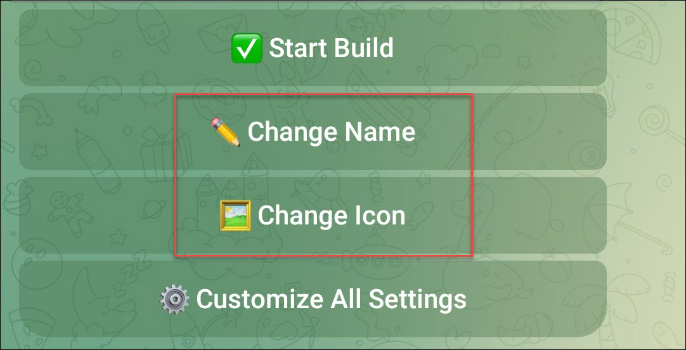 ✅ Start Build
✏️ Change Name
🖼️ Change Icon
⚙️ Customize All Settings